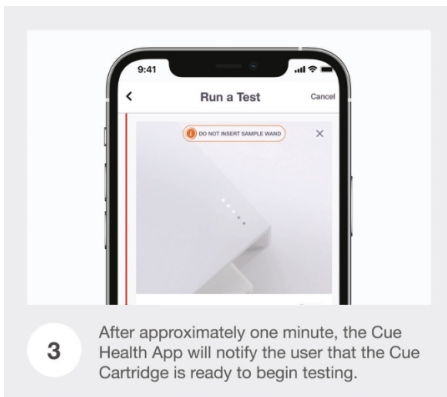 9:41
Run a Test
Cancel
DO NOT INSERT SAMPLE WAND
3
After approximately one minute, the Cue
Health App will notify the user that the Cue
Cartridge is ready to begin testing.